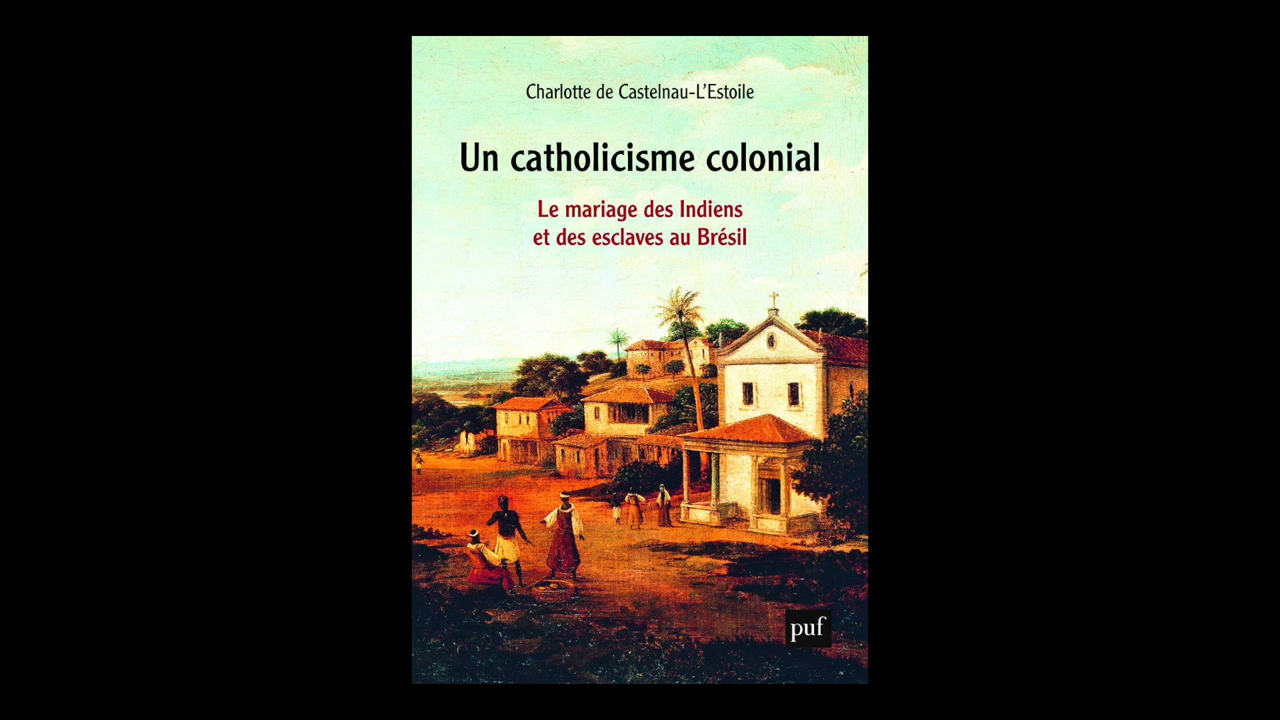 Charlotte de Castelnau-L’Estoile
Un catholicisme colonial
Le mariage des Indiens
et des esclaves au Brésil
puf